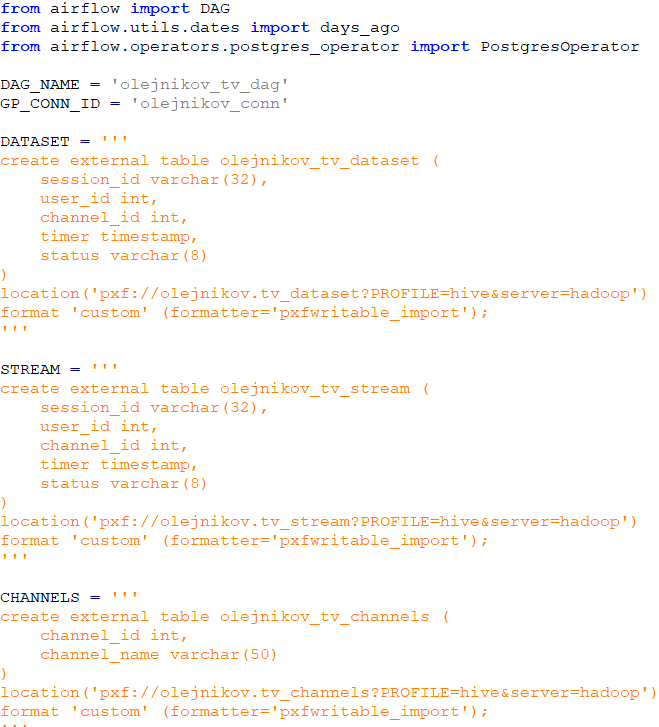 from airflow import DAG
from airflow.utils.dates import days_ago
from airflow.operators.postgres_operator import PostgresOperator
DAG_NAME = 'olejnikov_tv_dag'
GP_CONN_ID = 'olejnikov_conn'
DATASET = '''
create external table olejnikov_tv_dataset (
    session_id varchar(32),
    user_id int,
    channel_id int,
    timer timestamp,
    status varchar(8)
)
location('pxf://olejnikov.tv_dataset?PROFILE=hive&server=hadoop')
format 'custom' (formatter='pxfwritable_import');
'''
STREAM = '''
create external table olejnikov_tv_stream (
    session_id varchar(32),
    user_id int,
    channel_id int,
    timer timestamp,
    status varchar(8)
)
location('pxf://olejnikov.tv_stream?PROFILE=hive&server=hadoop')
format 'custom' (formatter='pxfwritable_import');
'''
CHANNELS = '''
create external table olejnikov_tv_channels (
    channel_id int,
    channel_name varchar(50)
)
location('pxf://olejnikov.tv_channels?PROFILE=hive&server=hadoop')
format 'custom' (formatter='pxfwritable_import');
'''